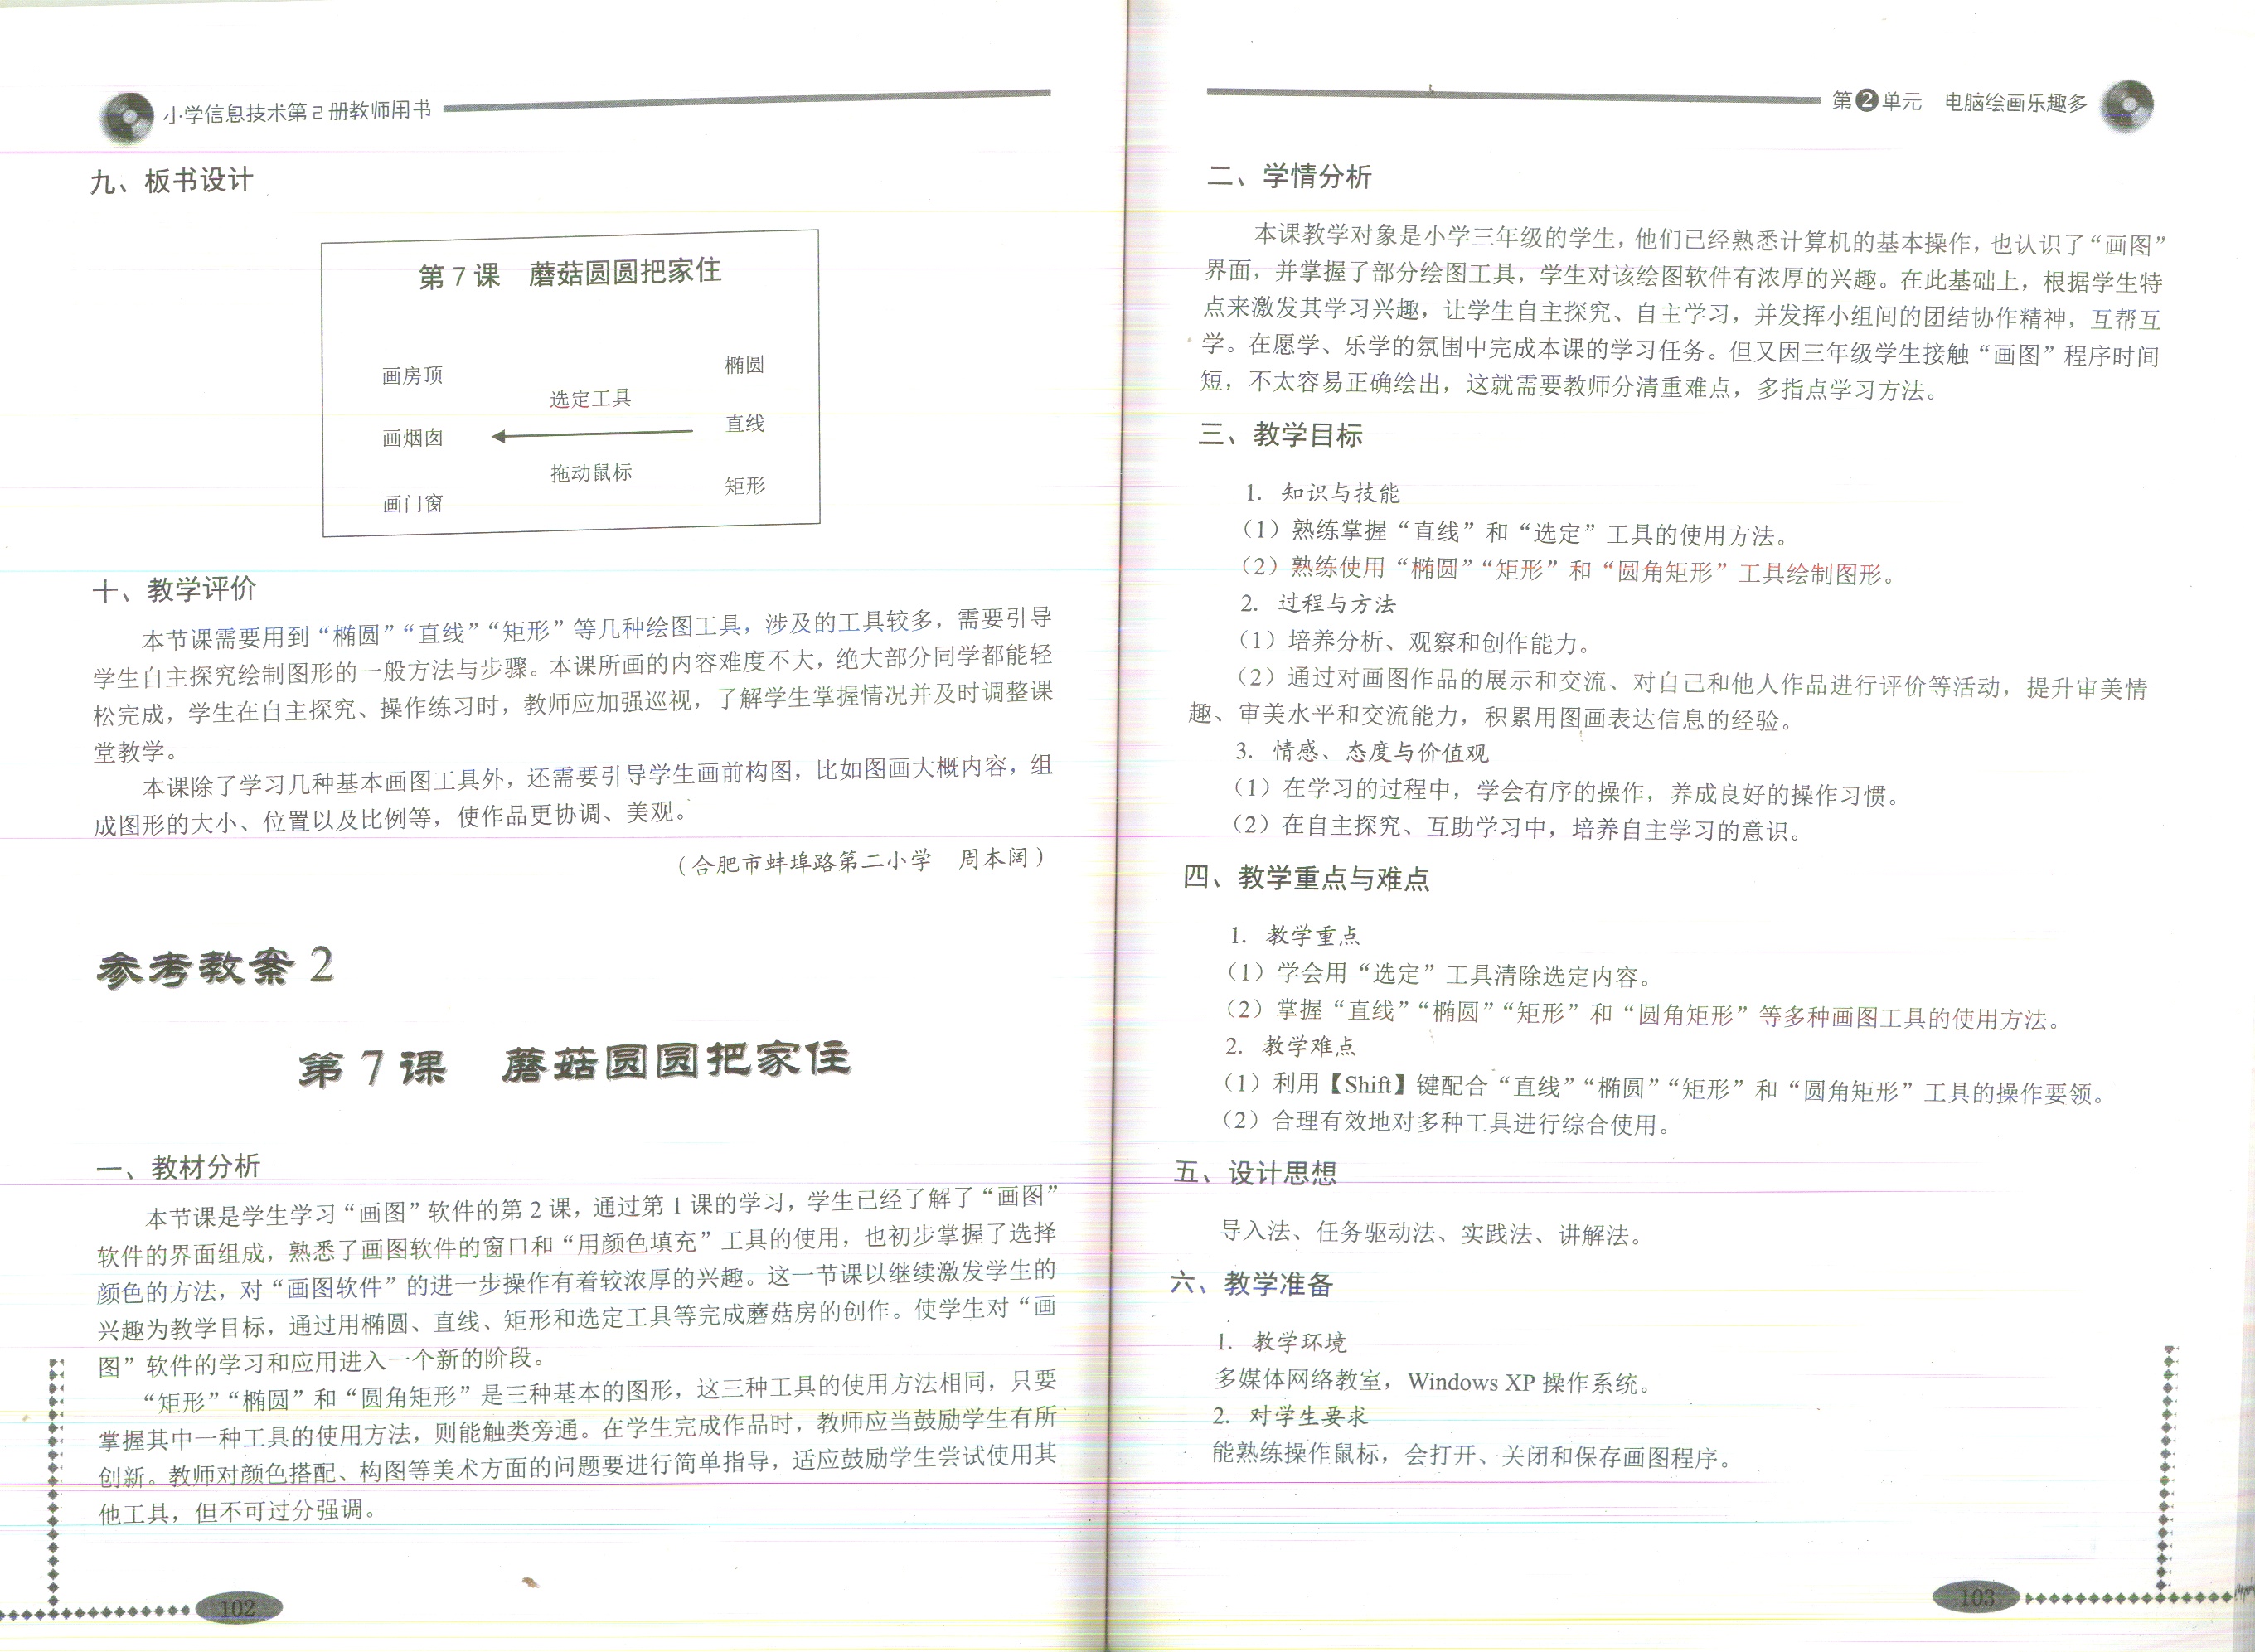 小学信息技术第2册教师用书
九、板书设计
第7课 蘑菇圆圆把家住
画房顶
画烟囱
画门窗
选定工具
拖动鼠标
椭圆
直线
矩形
十、教学评价
本节课需要用到“椭圆”“直线”“矩形”等几种绘图工具，涉及的工具较多，需要引导
学生自主探究绘制图形的一般方法与步骤。本课所画的内容难度不大，绝大部分同学都能轻
松完成，学生在自主探究、操作练习时，教师应加强巡视，了解学生掌握情况并及时调整课
堂教学。
本课除了学习几种基本画图工具外，还需要引导学生画前构图，比如图画大概内容，组
成图形的大小、位置以及比例等，使作品更协调、美观。
（合肥市蚌埠路第二小学 周本阔）
参考教案2
第7课 蘑菇圆圆把家住
一、教材分析
本节课是学生学习“画图”软件的第2课，通过第1课的学习，学生已经了解了“画图”
软件的界面组成，熟悉了画图软件的窗口和“用颜色填充”工具的使用，也初步掌握了选择
颜色的方法，对“画图软件”的进一步操作有着较浓厚的兴趣。这一节课以继续激发学生的
兴趣为教学目标，通过用椭圆、直线、矩形和选定工具等完成蘑菇房的创作。使学生对“画
图”软件的学习和应用进入一个新的阶段。
“矩形”“椭圆”和“圆角矩形”是三种基本的图形，这三种工具的使用方法相同，只要
掌握其中一种工具的使用方法，则能触类旁通。在学生完成作品时，教师应当鼓励学生有所
创新。教师对颜色搭配、构图等美术方面的问题要进行简单指导，适应鼓励学生尝试使用其
他工具，但不可过分强调。
102
第2单元 电脑绘画乐趣多
二、学情分析
本课教学对象是小学三年级的学生，他们已经熟悉计算机的基本操作，也认识了“画图”
界面，并掌握了部分绘图工具，学生对该绘图软件有浓厚的兴趣。在此基础上，根据学生特
点来激发其学习兴趣，让学生自主探究、自主学习，并发挥小组间的团结协作精神，互帮互
学。在愿学、乐学的氛围中完成本课的学习任务。但又因三年级学生接触“画图”程序时间
短，不太容易正确绘出，这就需要教师分清重难点，多指点学习方法。
三、教学目标
1. 知识与技能
（1）熟练掌握“直线”和“选定”工具的使用方法。
（2）熟练使用“椭圆”“矩形”和“圆角矩形”工具绘制图形。
2. 过程与方法
（1）培养分析、观察和创作能力。
（2）通过对画图作品的展示和交流、对自己和他人作品进行评价等活动，提升审美情
趣、审美水平和交流能力，积累用图画表达信息的经验。
3. 情感、态度与价值观
（1）在学习的过程中，学会有序的操作，养成良好的操作习惯。
（2）在自主探究、互助学习中，培养自主学习的意识。
四、教学重点与难点
1. 教学重点
（1）学会用“选定”工具清除选定内容。
（2）掌握“直线”“椭圆”“矩形”和“圆角矩形”等多种画图工具的使用方法。
2. 教学难点
（1）利用【Shift】键配合“直线”“椭圆”“矩形”和“圆角矩形”工具的操作要领。
（2）合理有效地对多种工具进行综合使用。
五、设计思想
导入法、任务驱动法、实践法、讲解法。
六、教学准备
1. 教学环境
多媒体网络教室，Windows XP 操作系统。
2. 对学生要求
能熟练操作鼠标，会打开、关闭和保存画图程序。
103